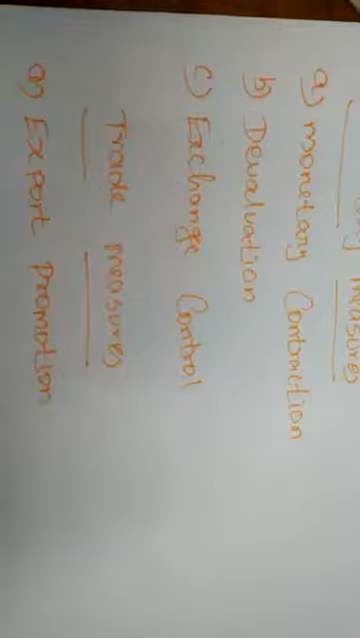 measures
a) Monetary Contraction
b) Devaluation
c) Exchange Control
Trade measures
a) Export Promotion